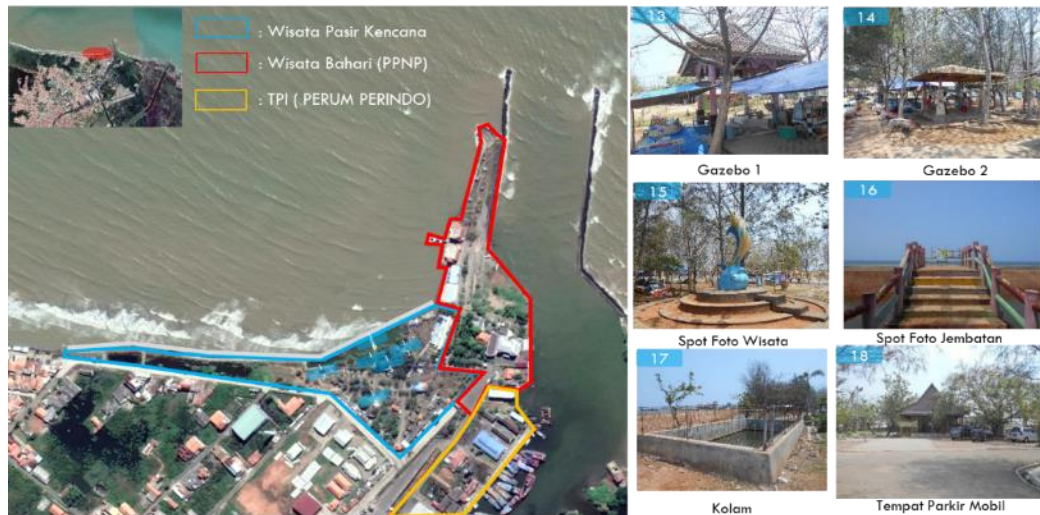 : Wisata Pasir Kencana
: Wisata Bahari (PPNP)
: TPI ( PERUM PERINDO)
13
Gazebo 1
14
Gazebo 2
15
Spot Foto Wisata
16
Spot Foto Jembatan
17
Kolam
18
Tempat Parkir Mobil